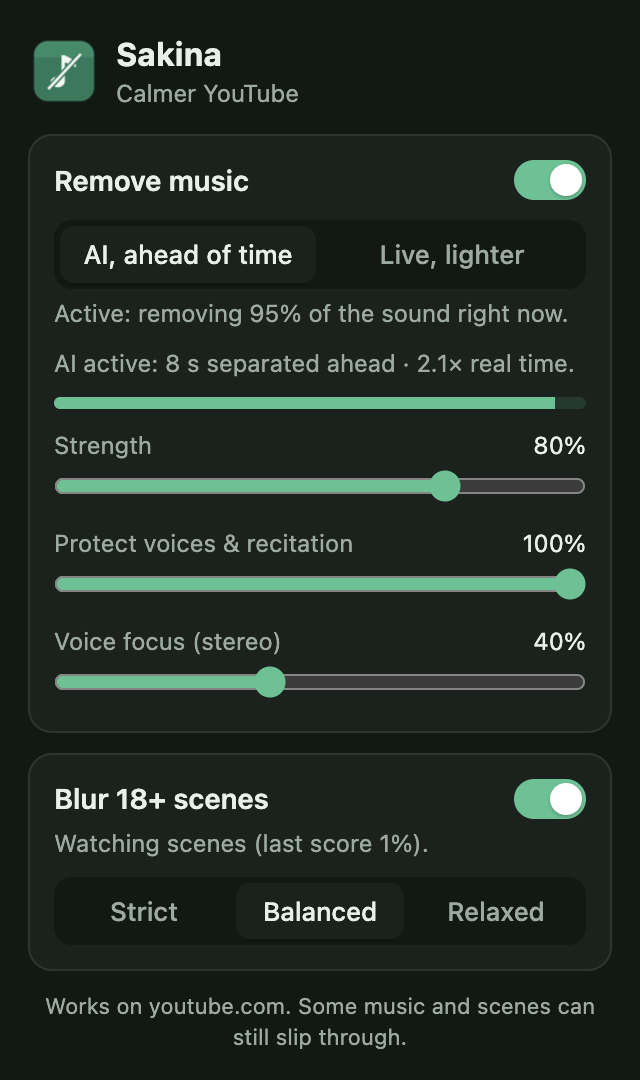 Sakina
Calmer YouTube
Remove music
AI, ahead of time
Live, lighter
Active: removing 95% of the sound right now.
AI active: 8 s separated ahead · 2.1× real time.
Strength
80%
Protect voices & recitation
100%
Voice focus (stereo)
40%
Blur 18+ scenes
Watching scenes (last score 1%).
Strict
Balanced
Relaxed
Works on youtube.com. Some music and scenes can
still slip through.